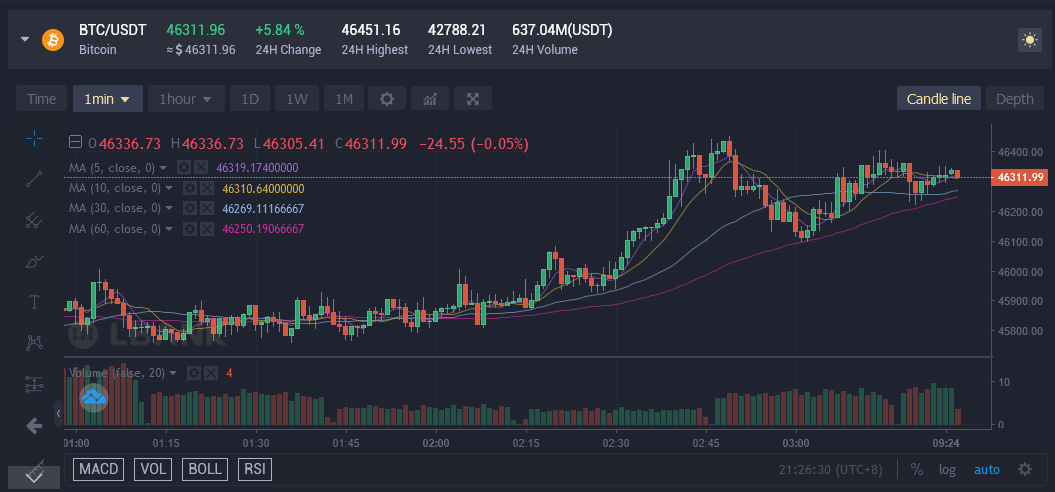 BTC/USDT 46311.96 +5.84 % 46451.16 42788.21 637.04M(USDT)
Bitcoin ≈ $ 46311.96 24H Change 24H Highest 24H Lowest 24H Volume
Time 1min 1hour 1D 1W 1M Candle line Depth
O 46336.73 H 46336.73 L 46305.41 C 46311.99 −24.55 (−0.05%)
MA (5, close, 0) 46319.17400000
MA (10, close, 0) 46310.64000000
MA (30, close, 0) 46269.11166667
MA (60, close, 0) 46250.19066667
46400.00
46311.99
46200.00
46100.00
46000.00
45900.00
45800.00
LBANK
Volume (false, 20) 4
10
0
01:00 01:15 01:30 01:45 02:00 02:15 02:30 02:45 03:00 09:24
MACD VOL BOLL RSI 21:26:30 (UTC+8) % log auto